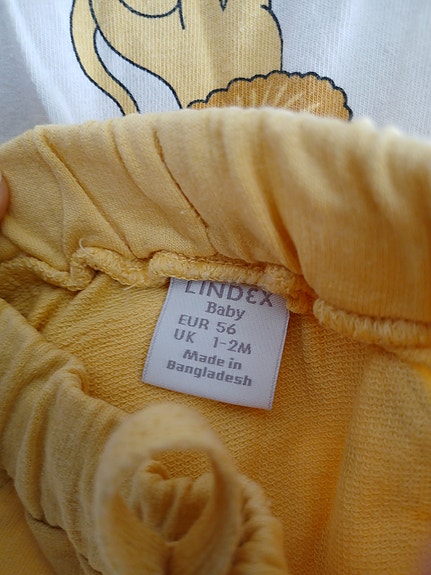 LINDEX
Baby
EUR 56
UK 1-2M
Made in
Bangladesh